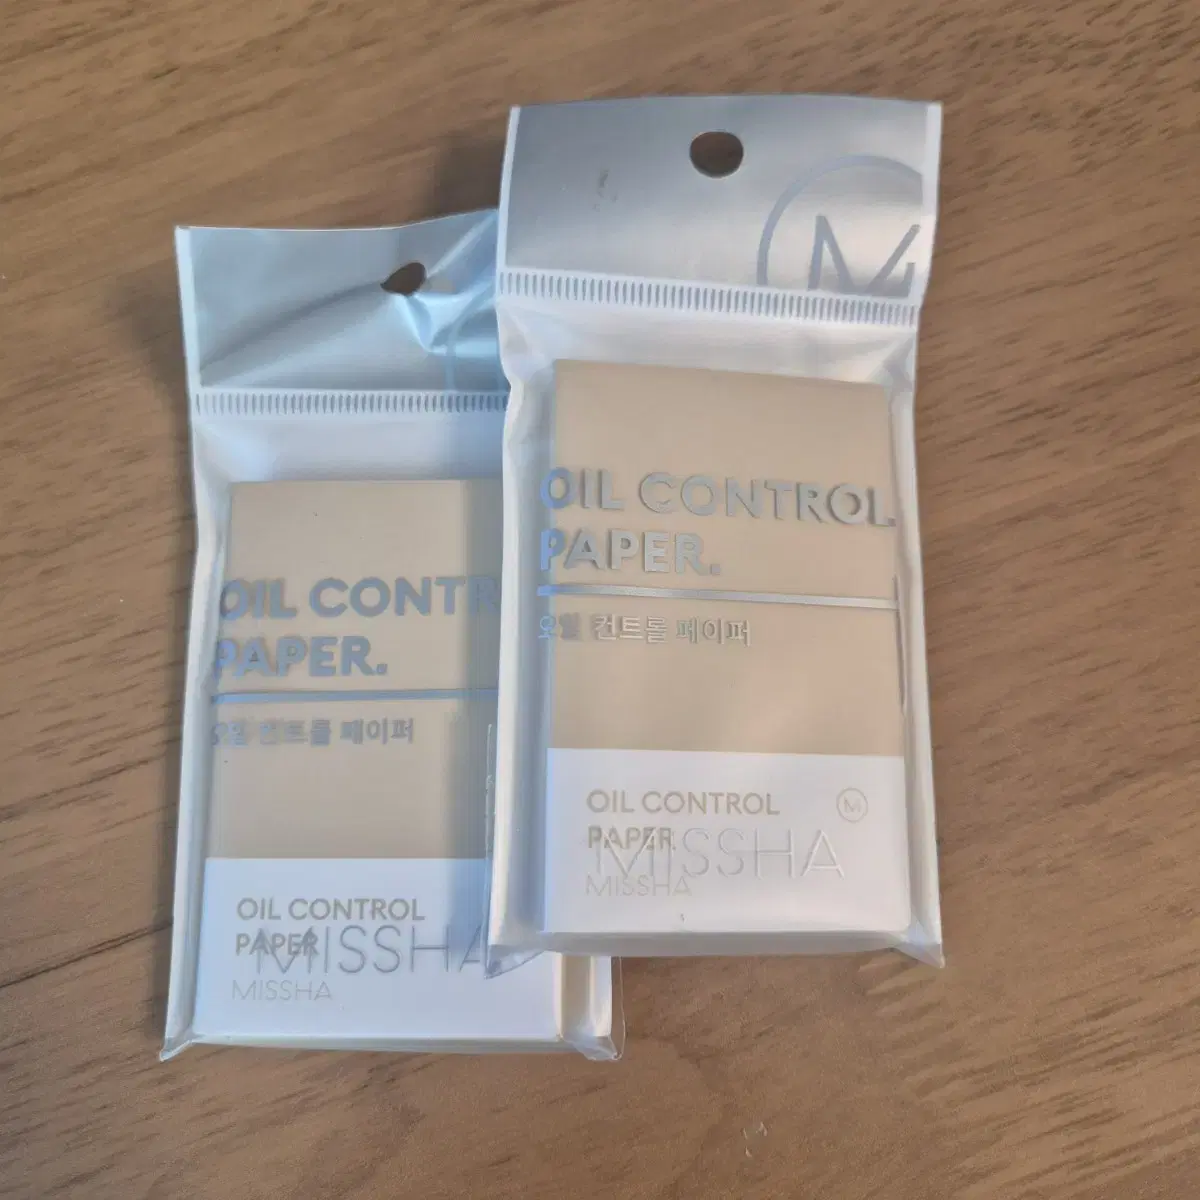 M
OIL CONTROL
PAPER.
오일 컨트롤 페이퍼
OIL CONTROL
PAPER
M
MISSHA
MISSHA
OIL CONTR
PAPER.
오일 컨트롤 페이퍼
OIL CONTROL
PAPER
MISSHA
MISSHA